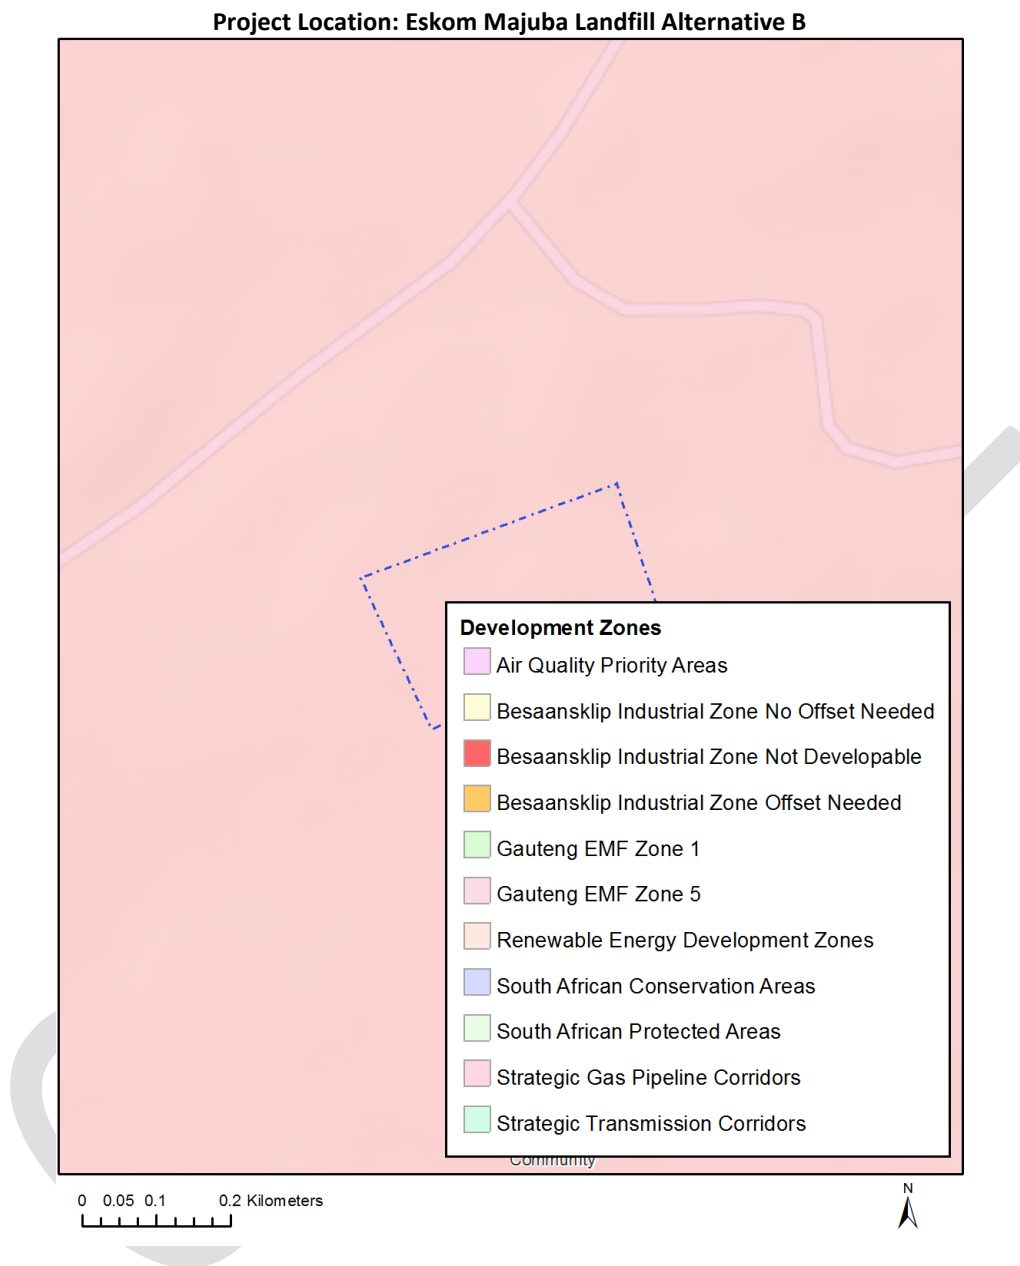 Project Location: Eskom Majuba Landfill Alternative B
Development Zones
Air Quality Priority Areas
Besaansklip Industrial Zone No Offset Needed
Besaansklip Industrial Zone Not Developable
Besaansklip Industrial Zone Offset Needed
Gauteng EMF Zone 1
Gauteng EMF Zone 5
Renewable Energy Development Zones
South African Conservation Areas
South African Protected Areas
Strategic Gas Pipeline Corridors
Strategic Transmission Corridors
Community
0 0.05 0.1 0.2 Kilometers
N